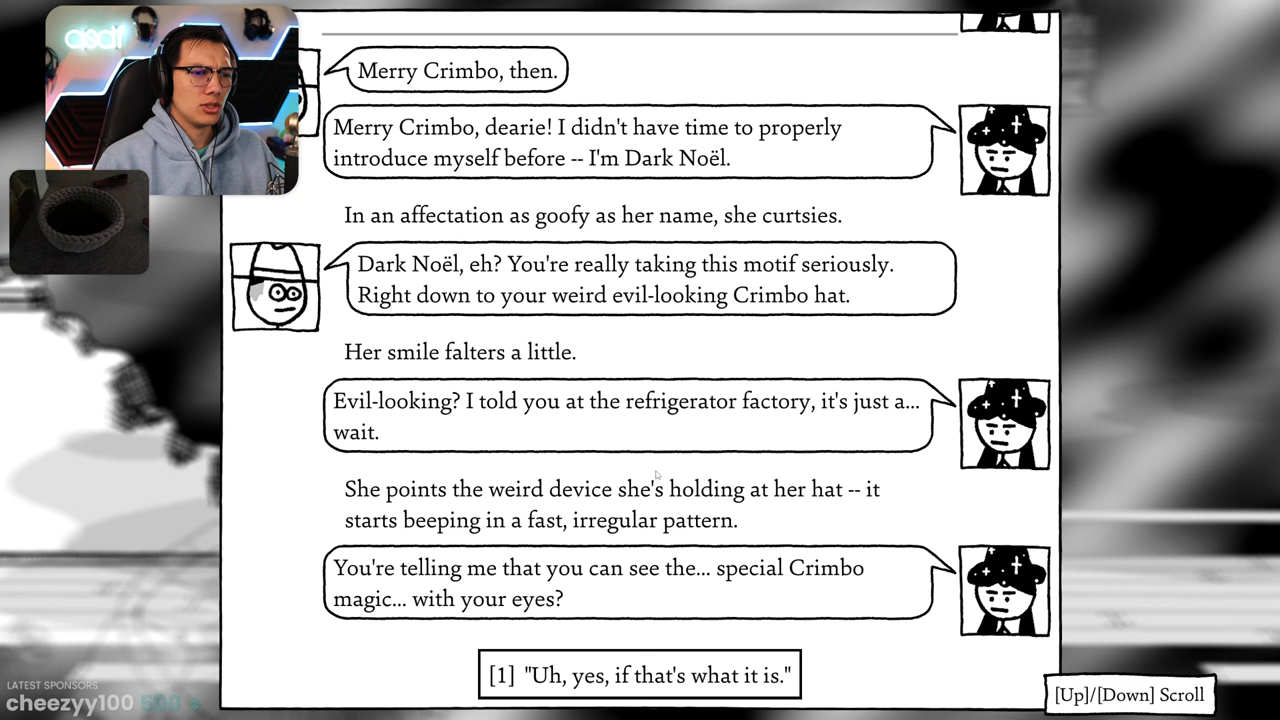 asdf
Merry Crimbo, then.
Merry Crimbo, dearie! I didn't have time to properly
introduce myself before -- I'm Dark Noël.
In an affectation as goofy as her name, she curtsies.
Dark Noël, eh? You're really taking this motif seriously.
Right down to your weird evil-looking Crimbo hat.
Her smile falters a little.
Evil-looking? I told you at the refrigerator factory, it's just a...
wait.
She points the weird device she's holding at her hat -- it
starts beeping in a fast, irregular pattern.
You're telling me that you can see the... special Crimbo
magic... with your eyes?
[1] "Uh, yes, if that's what it is."
LATEST SPONSORS
cheezyy100 500
[Up]/[Down] Scroll